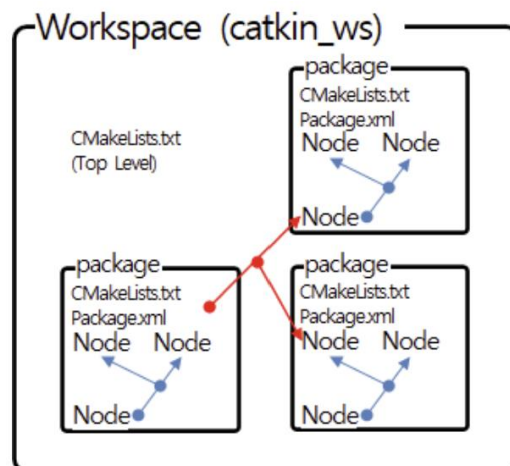 Workspace (catkin_ws)
CMakeLists.txt
(Top Level)
package
CMakeLists.txt
Package.xml
Node Node
Node
package
CMakeLists.txt
Package.xml
Node Node
Node
package
CMakeLists.txt
Package.xml
Node Node
Node